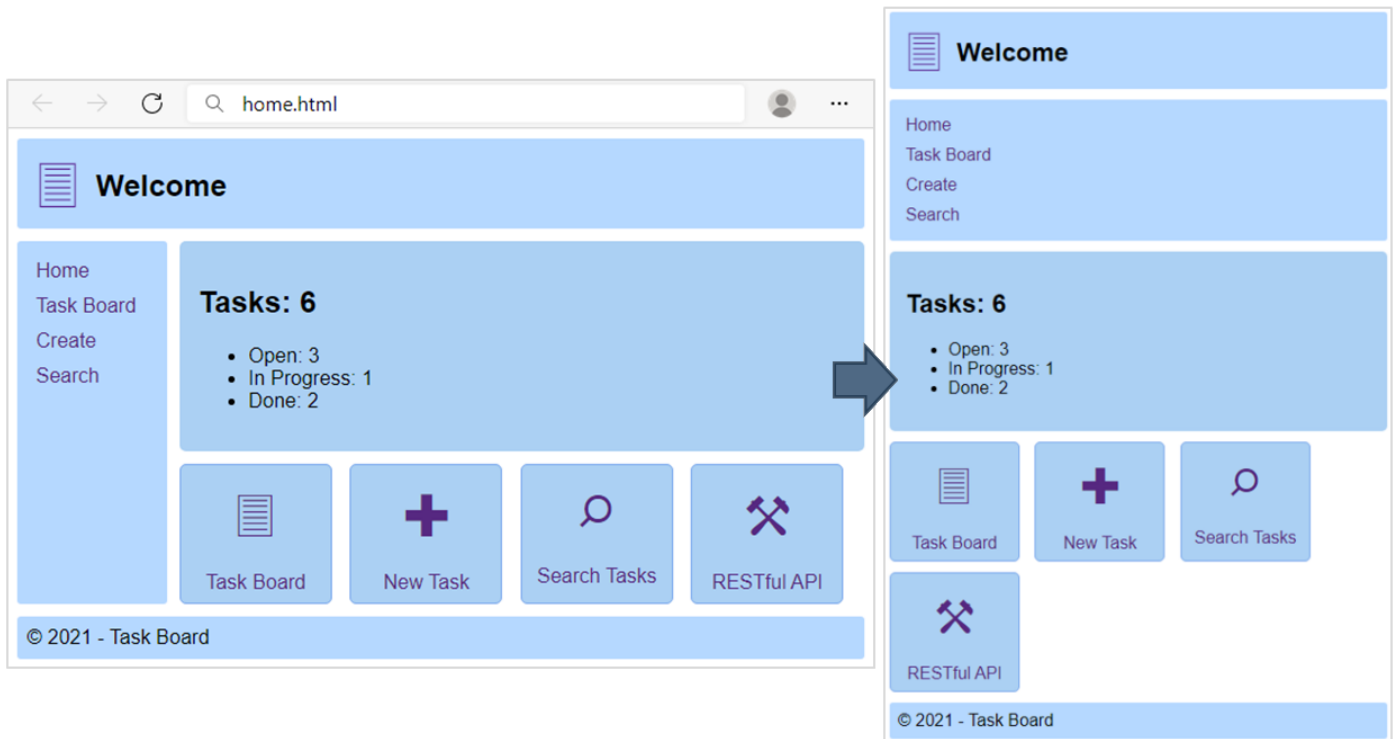 home.html
Welcome
Home
Task Board
Create
Search
Tasks: 6
Open: 3
In Progress: 1
Done: 2
Task Board
New Task
Search Tasks
RESTful API
© 2021 - Task Board
Welcome
Home
Task Board
Create
Search
Tasks: 6
Open: 3
In Progress: 1
Done: 2
Task Board
New Task
Search Tasks
RESTful API
© 2021 - Task Board